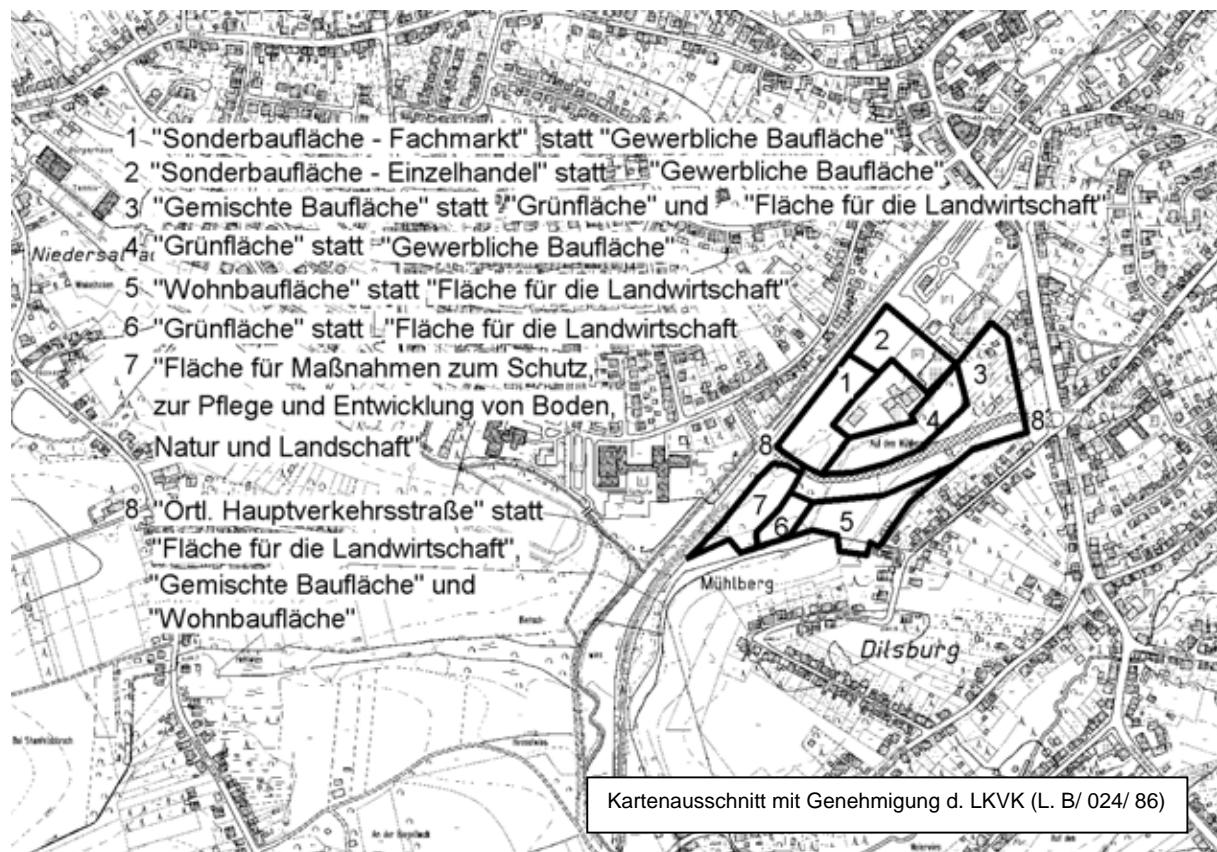 1 "Sonderbaufläche - Fachmarkt" statt "Gewerbliche Baufläche"
2 "Sonderbaufläche - Einzelhandel" statt "Gewerbliche Baufläche"
3 "Gemischte Baufläche" statt "Grünfläche" und "Fläche für die Landwirtschaft"
4 "Grünfläche" statt "Gewerbliche Baufläche"
5 "Wohnbaufläche" statt "Fläche für die Landwirtschaft"
6 "Grünfläche" statt "Fläche für die Landwirtschaft
7 "Fläche für Maßnahmen zum Schutz,
zur Pflege und Entwicklung von Boden,
Natur und Landschaft"
8 "Örtl. Hauptverkehrsstraße" statt
"Fläche für die Landwirtschaft",
"Gemischte Baufläche" und
"Wohnbaufläche"
2
1
3
4
8
8
7
6
5
Mühlberg
Dilsburg
Kartenausschnitt mit Genehmigung d. LKVK (L. B/ 024/ 86)